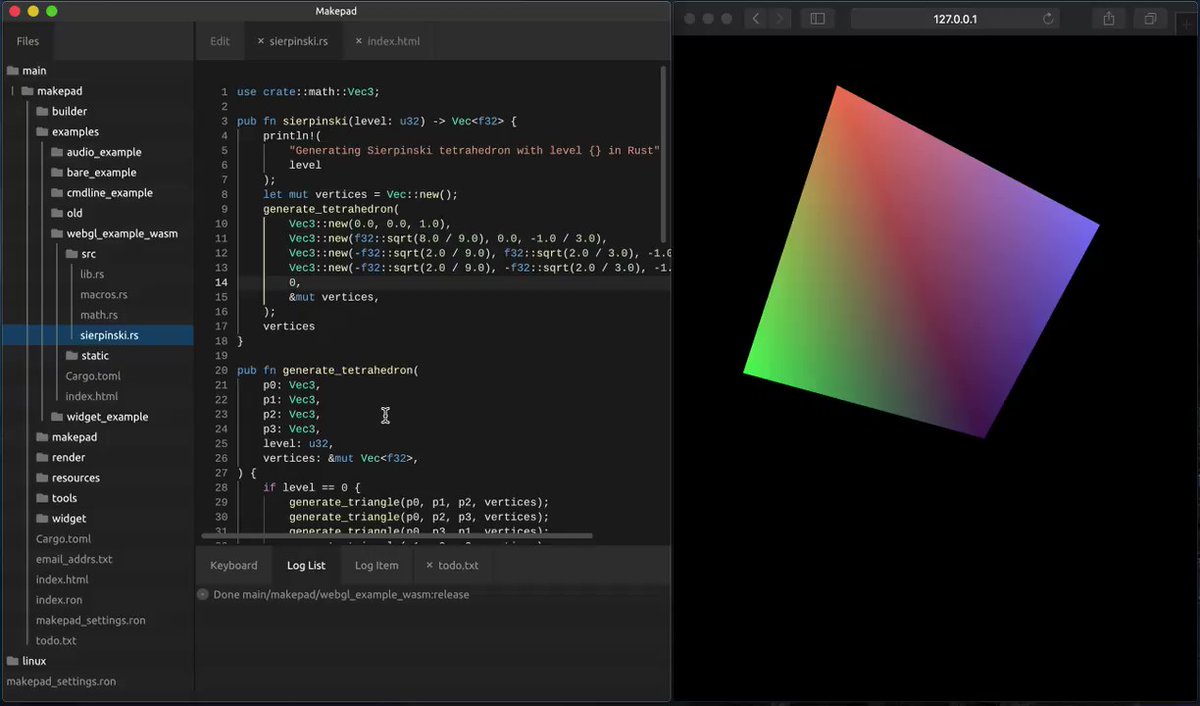 Makepad
127.0.0.1
Files
Edit
× sierpinski.rs
× index.html
main
makepad
builder
examples
audio_example
bare_example
cmdline_example
old
webgl_example_wasm
src
lib.rs
macros.rs
math.rs
sierpinski.rs
static
Cargo.toml
index.html
widget_example
makepad
render
resources
tools
widget
Cargo.toml
email_addrs.txt
index.html
index.ron
makepad_settings.ron
todo.txt
linux
makepad_settings.ron
1 use crate::math::Vec3;
2
3 pub fn sierpinski(level: u32) -> Vec<f32> {
4 println!(
5 "Generating Sierpinski tetrahedron with level {} in Rust"
6 level
7 );
8 let mut vertices = Vec::new();
9 generate_tetrahedron(
10 Vec3::new(0.0, 0.0, 1.0),
11 Vec3::new(f32::sqrt(8.0 / 9.0), 0.0, -1.0 / 3.0),
12 Vec3::new(-f32::sqrt(2.0 / 9.0), f32::sqrt(2.0 / 3.0), -1.0
13 Vec3::new(-f32::sqrt(2.0 / 9.0), -f32::sqrt(2.0 / 3.0), -1.
14 0,
15 &mut vertices,
16 );
17 vertices
18 }
19
20 pub fn generate_tetrahedron(
21 p0: Vec3,
22 p1: Vec3,
23 p2: Vec3,
24 p3: Vec3,
25 level: u32,
26 vertices: &mut Vec<f32>,
27 ) {
28 if level == 0 {
29 generate_triangle(p0, p1, p2, vertices);
30 generate_triangle(p0, p2, p3, vertices);
31 generate_triangle(p0, p3, p1, vertices);
Keyboard
Log List
Log Item
× todo.txt
Done main/makepad/webgl_example_wasm:release